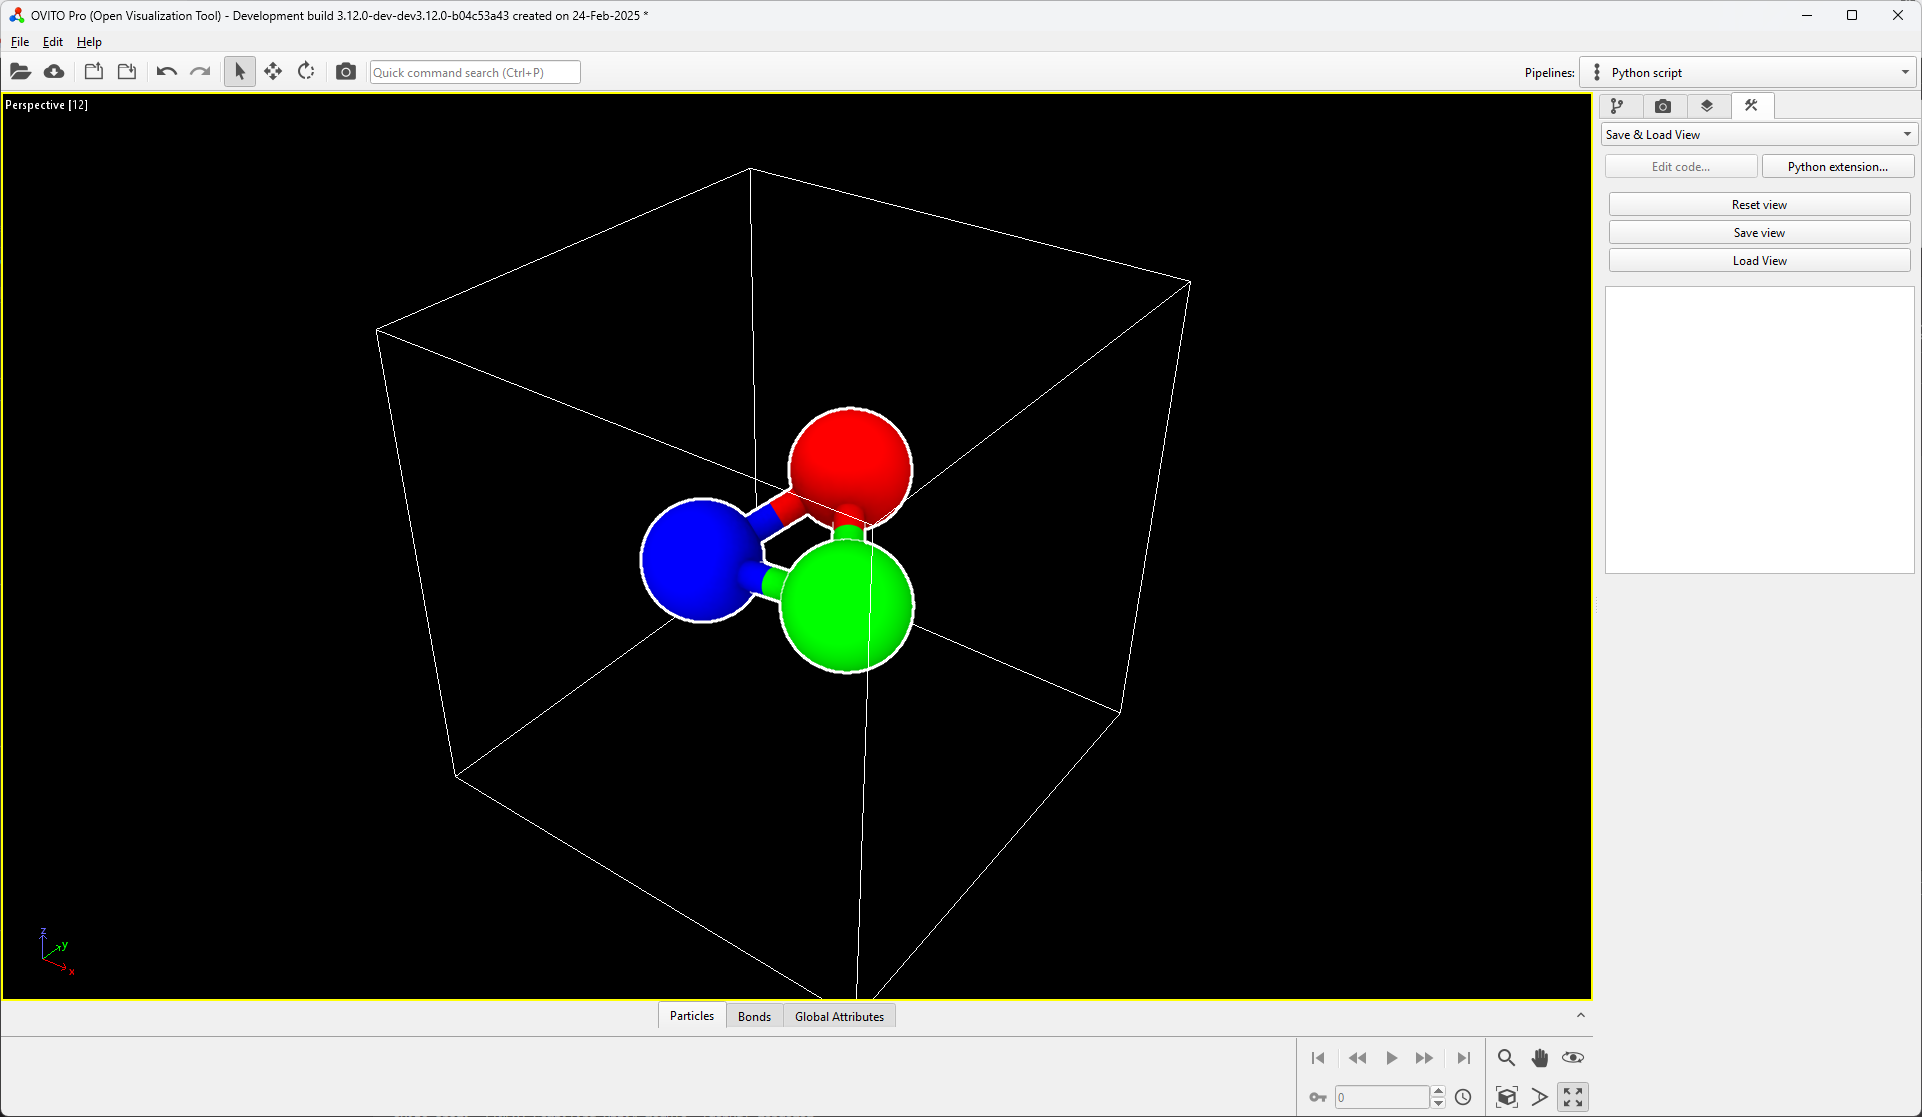 OVITO Pro (Open Visualization Tool) - Development build 3.12.0-dev-dev3.12.0-b04c53a43 created on 24-Feb-2025 *
File Edit Help
Quick command search (Ctrl+P)
Pipelines:
Python script
Perspective [12]
Save & Load View
Edit code...
Python extension...
Reset view
Save view
Load View
z
y
x
Particles
Bonds
Global Attributes
0